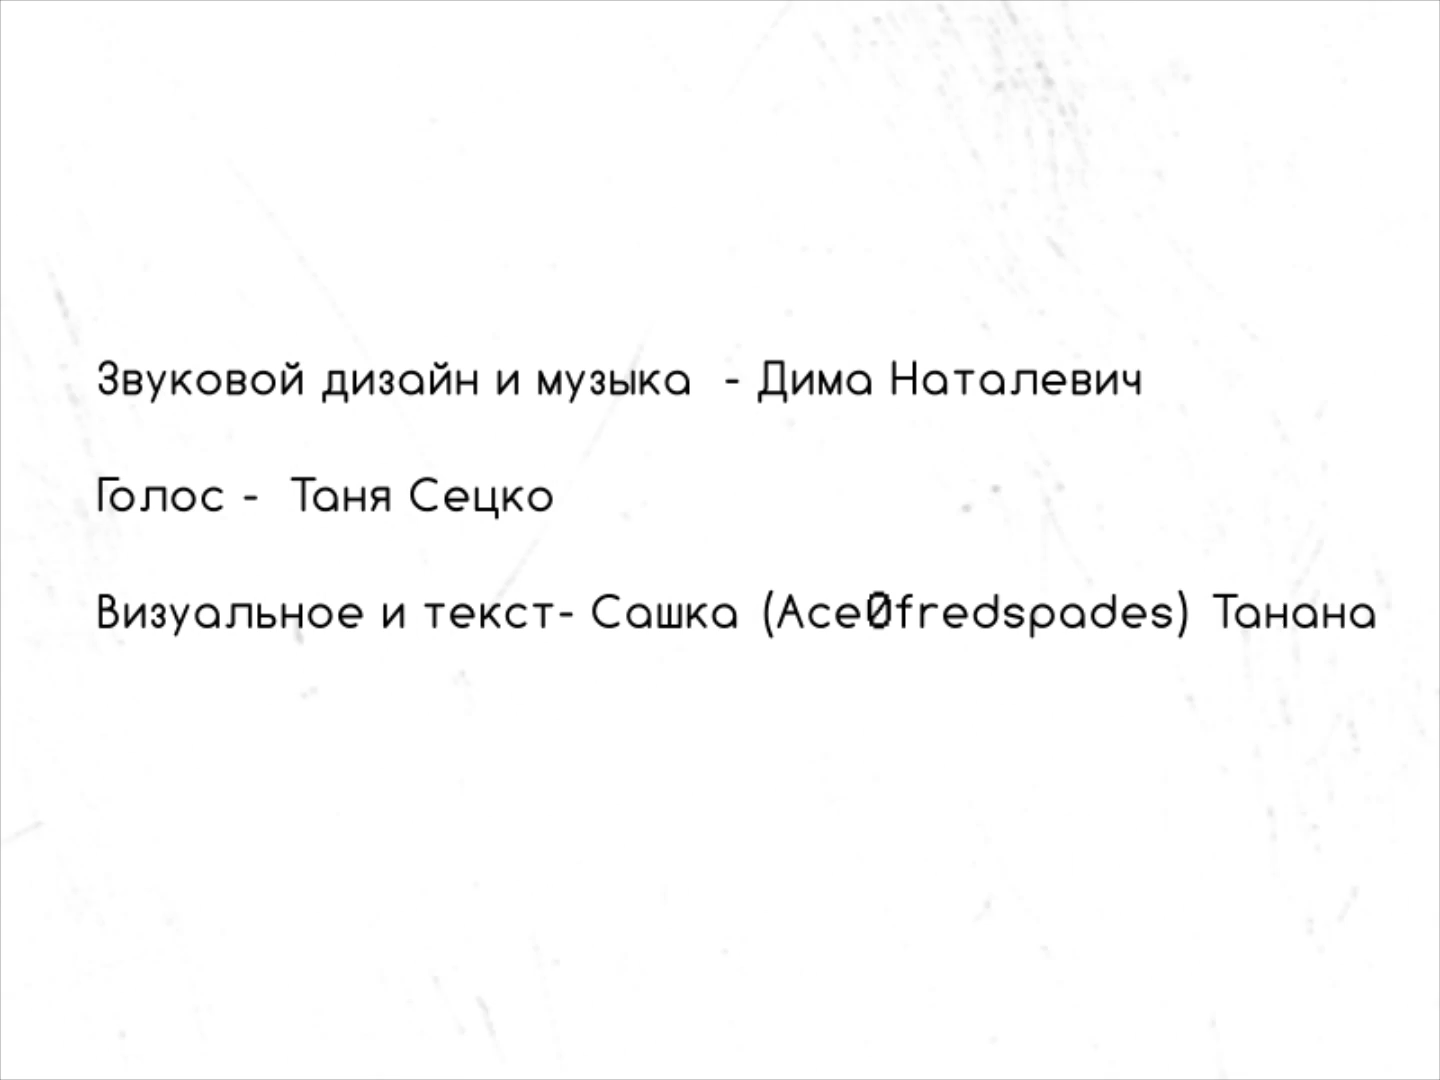 Звуковой дизайн и музыка  - Дима Наталевич
Голос -  Таня Сецко
Визуальное и текст- Сашка (Ace0fredspades) Танана